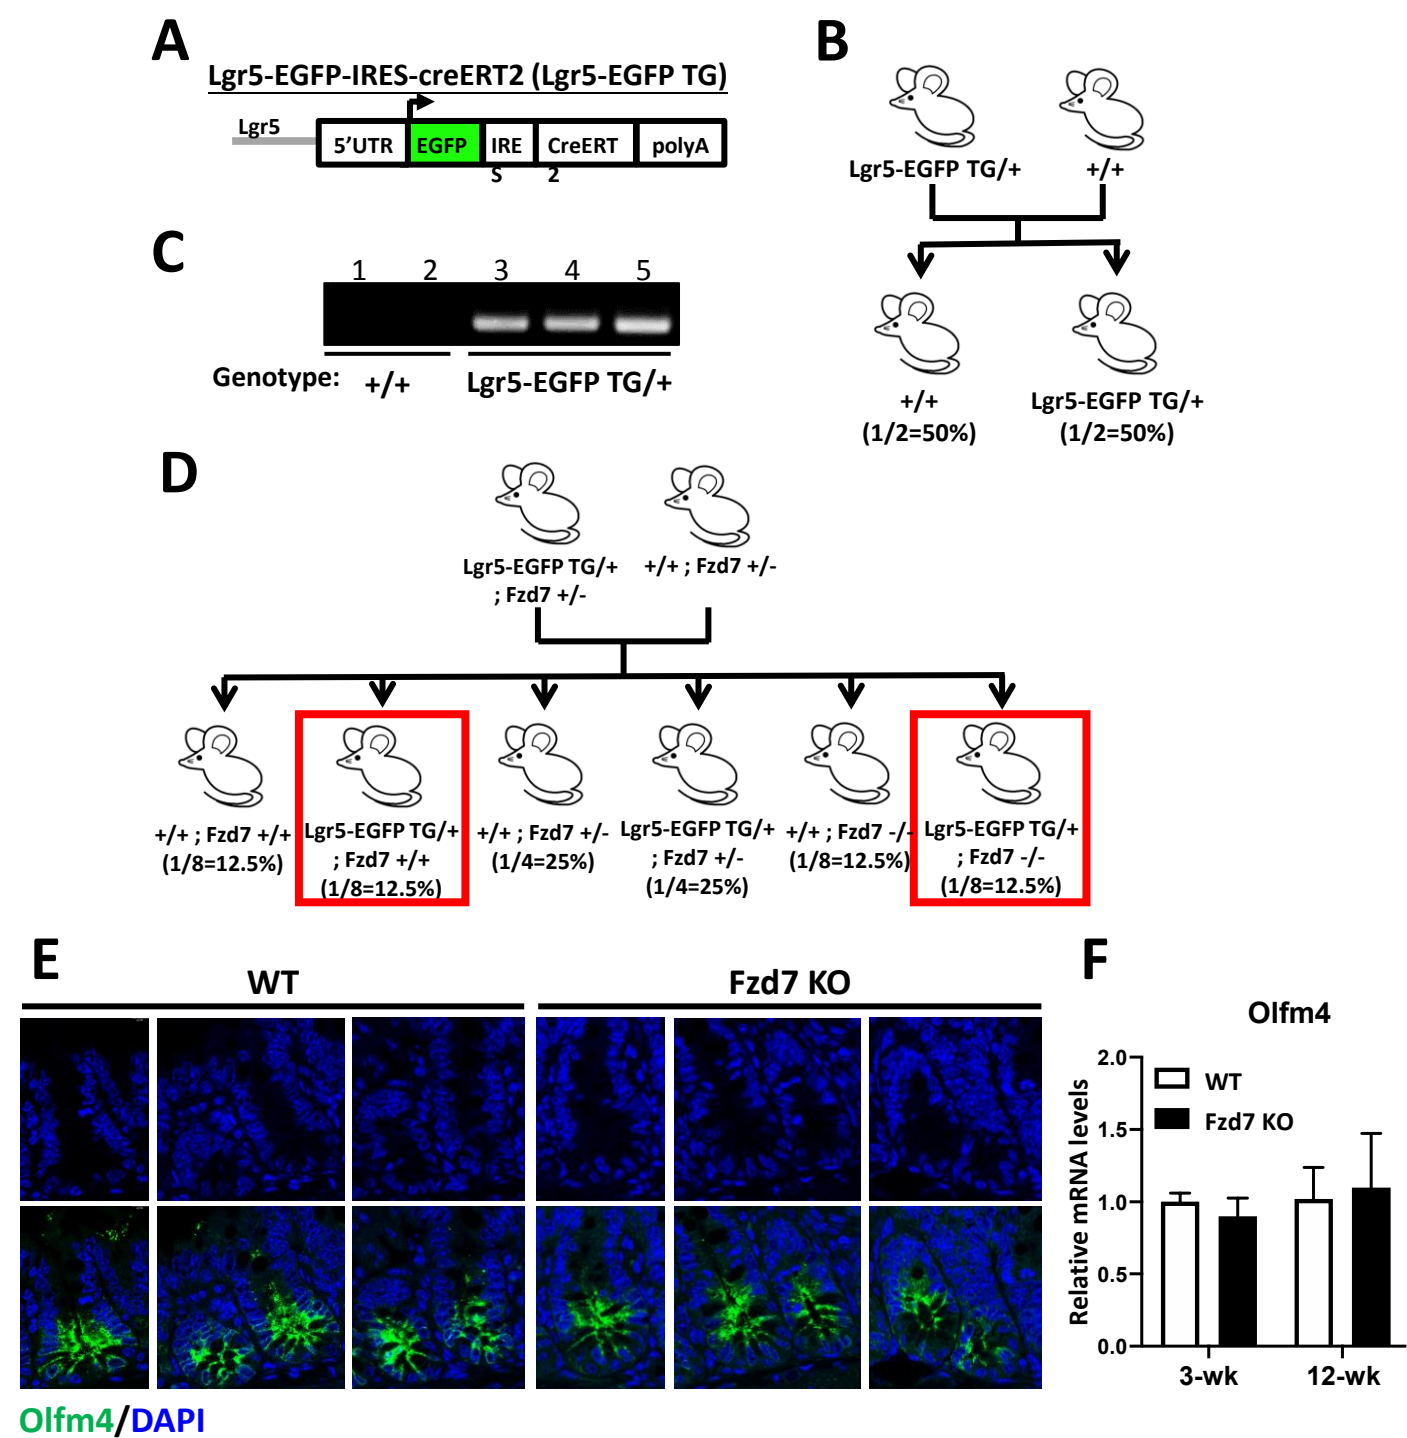 A
Lgr5-EGFP-IRES-creERT2 (Lgr5-EGFP TG)
Lgr5
5'UTR
EGFP
IRE
S
CreERT
2
polyA
B
Lgr5-EGFP TG/+
+/+
+/+
(1/2=50%)
Lgr5-EGFP TG/+
(1/2=50%)
C
1 2 3 4 5
Genotype:
+/+
Lgr5-EGFP TG/+
D
Lgr5-EGFP TG/+
; Fzd7 +/-
+/+ ; Fzd7 +/-
+/+ ; Fzd7 +/+
(1/8=12.5%)
Lgr5-EGFP TG/+
; Fzd7 +/+
(1/8=12.5%)
+/+ ; Fzd7 +/-
(1/4=25%)
Lgr5-EGFP TG/+
; Fzd7 +/-
(1/4=25%)
+/+ ; Fzd7 -/-
(1/8=12.5%)
Lgr5-EGFP TG/+
; Fzd7 -/-
(1/8=12.5%)
E
WT
Fzd7 KO
Olfm4/DAPI
F
Olfm4
Relative mRNA levels
2.0
1.5
1.0
0.5
0.0
WT
Fzd7 KO
3-wk
12-wk